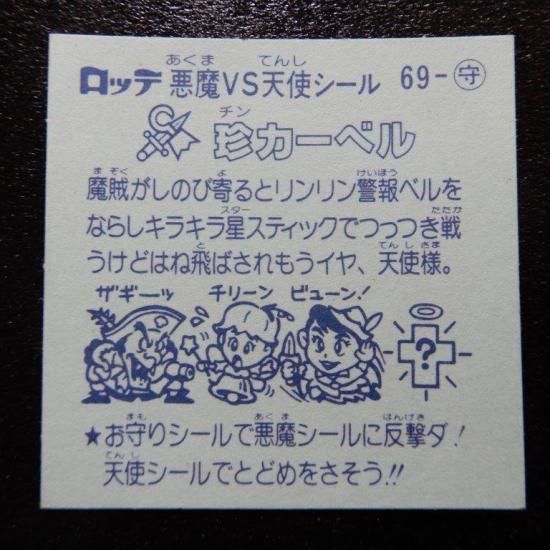 ロッテ 悪魔VS天使シール 69-守
あくま てんし
珍カーベル
チン
魔賊がしのび寄るとリンリン警報ベルを
まぞく よ けいほう
ならしキラキラ星スティックでつっつき戦
スター たたか
うけどはね飛ばされもうイヤ、天使様。
と てんしさま
ザギーッ チリーン ビューン!
?
★お守りシールで悪魔シールに反撃ダ!
まも あくま はんげき
天使シールでとどめをさそう!!
てんし